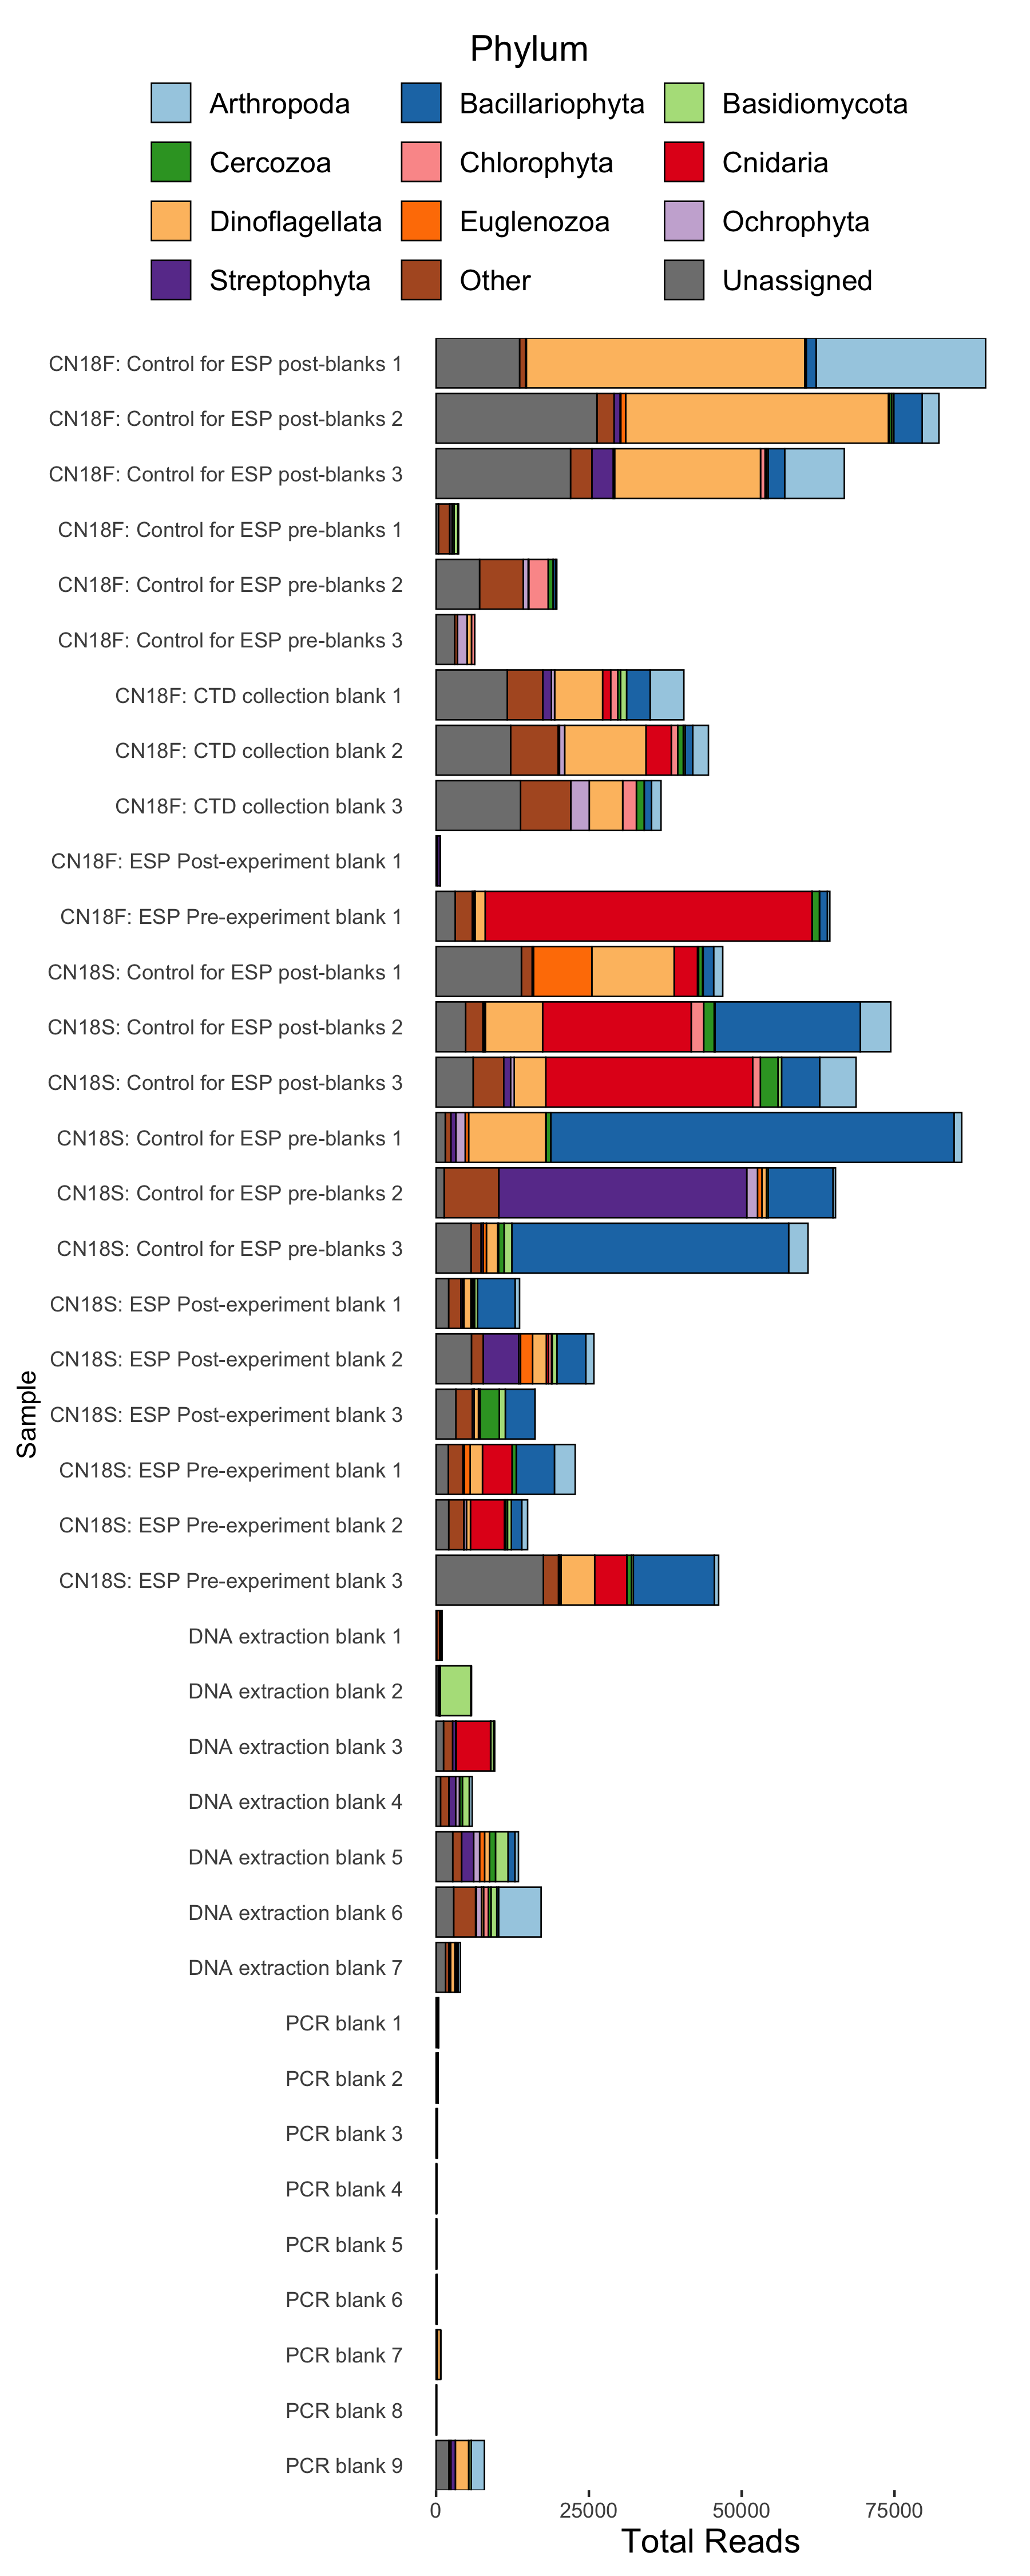 Phylum
Arthropoda Bacillariophyta Basidiomycota
Cercozoa Chlorophyta Cnidaria
Dinoflagellata Euglenozoa Ochrophyta
Streptophyta Other Unassigned
CN18F: Control for ESP post-blanks 1
CN18F: Control for ESP post-blanks 2
CN18F: Control for ESP post-blanks 3
CN18F: Control for ESP pre-blanks 1
CN18F: Control for ESP pre-blanks 2
CN18F: Control for ESP pre-blanks 3
CN18F: CTD collection blank 1
CN18F: CTD collection blank 2
CN18F: CTD collection blank 3
CN18F: ESP Post-experiment blank 1
CN18F: ESP Pre-experiment blank 1
CN18S: Control for ESP post-blanks 1
CN18S: Control for ESP post-blanks 2
CN18S: Control for ESP post-blanks 3
CN18S: Control for ESP pre-blanks 1
CN18S: Control for ESP pre-blanks 2
CN18S: Control for ESP pre-blanks 3
CN18S: ESP Post-experiment blank 1
CN18S: ESP Post-experiment blank 2
CN18S: ESP Post-experiment blank 3
CN18S: ESP Pre-experiment blank 1
CN18S: ESP Pre-experiment blank 2
CN18S: ESP Pre-experiment blank 3
DNA extraction blank 1
DNA extraction blank 2
DNA extraction blank 3
DNA extraction blank 4
DNA extraction blank 5
DNA extraction blank 6
DNA extraction blank 7
PCR blank 1
PCR blank 2
PCR blank 3
PCR blank 4
PCR blank 5
PCR blank 6
PCR blank 7
PCR blank 8
PCR blank 9
Sample
0 25000 50000 75000
Total Reads